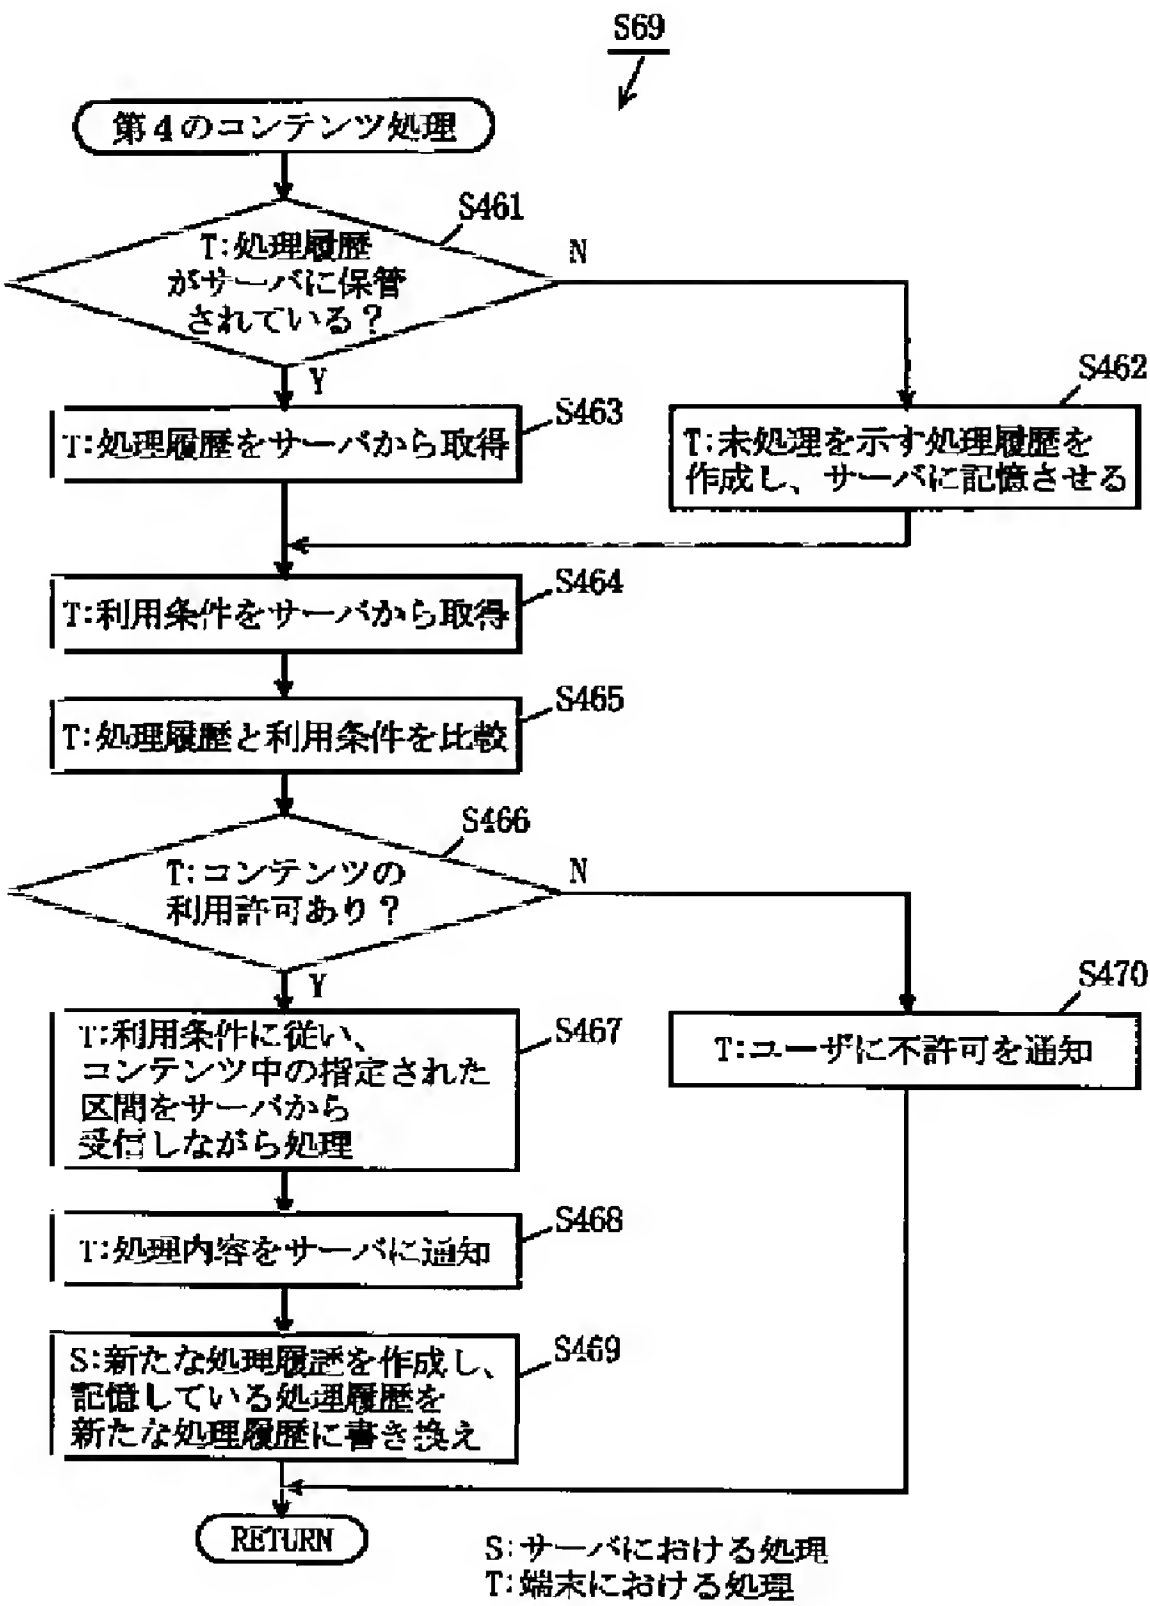 S69
第4のコンテンツ処理
S461
T:処理履歴
がサーバに保管
されている？
N
Y
S462
T:未処理を示す処理履歴を
作成し、サーバに記憶させる
S463
T:処理履歴をサーバから取得
S464
T:利用条件をサーバから取得
S465
T:処理履歴と利用条件を比較
S466
T:コンテンツの
利用許可あり？
N
Y
S470
T:ユーザに不許可を通知
S467
T:利用条件に従い、
コンテンツ中の指定された
区間をサーバから
受信しながら処理
S468
T:処理内容をサーバに通知
S469
S:新たな処理履歴を作成し、
記憶している処理履歴を
新たな処理履歴に書き換え
RETURN
S:サーバにおける処理
T:端末における処理